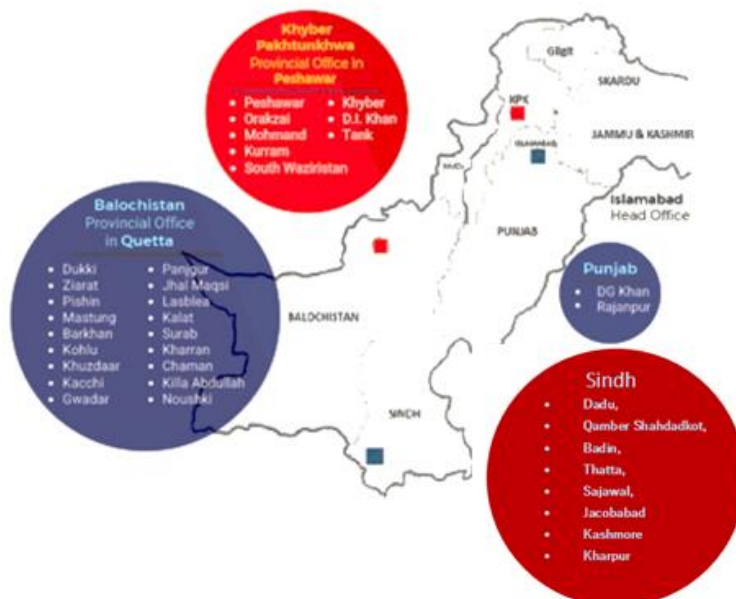 Khyber
Pakhtunkhwa
Provincial Office in
Peshawar
• Peshawar
• Orakzai
• Mohmand
• Kurram
• South Waziristan
• Khyber
• D.I. Khan
• Tank
Gilgit
SKARDU
KPK
JAMMU & KASHMIR
ISLAMABAD
Islamabad
Head Office
PUNJAB
Balochistan
Provincial Office
in Quetta
• Dukki
• Ziarat
• Pishin
• Mastung
• Barkhan
• Kohlu
• Khuzdaar
• Kacchi
• Gwadar
• Panjgur
• Jhal Maqsi
• Lasblea
• Kalat
• Surab
• Kharran
• Chaman
• Killa Abdullah
• Noushki
BALOCHISTAN
Punjab
• DG Khan
• Rajanpur
SINDH
Sindh
• Dadu,
• Qamber Shahdadkot,
• Badin,
• Thatta,
• Sajawal,
• Jacobabad
• Kashmore
• Kharpur